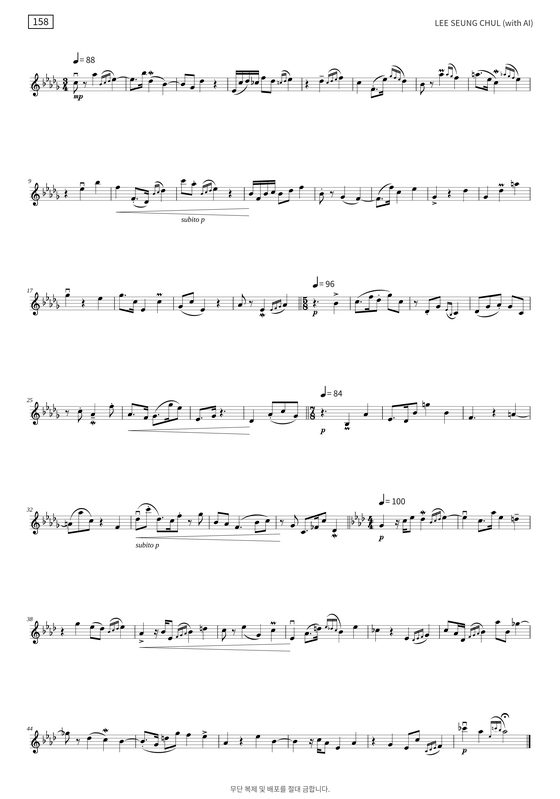 158
LEE SEUNG CHUL (with AI)
= 88
mp
9
subito p
17
= 96
p
25
= 84
p
32
subito p
= 100
p
38
44
p
무단 복제 및 배포를 절대 금합니다.